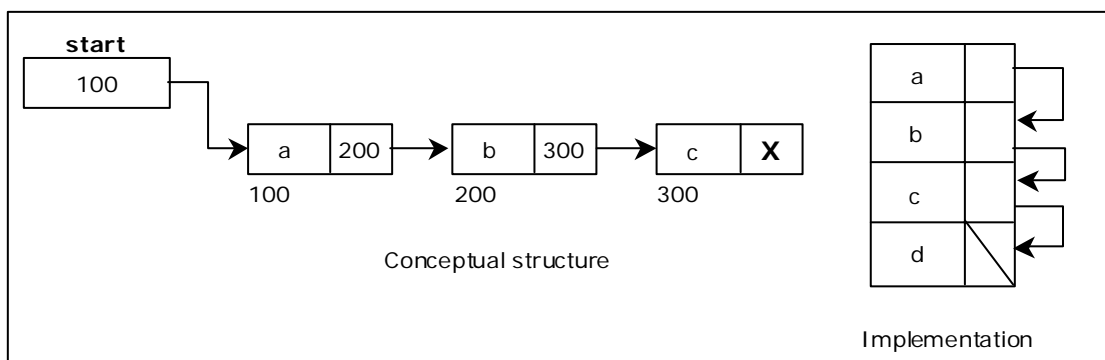 start
100
a 200
b 300
c X
100
200
300
Conceptual structure
a
b
c
d
Implementation